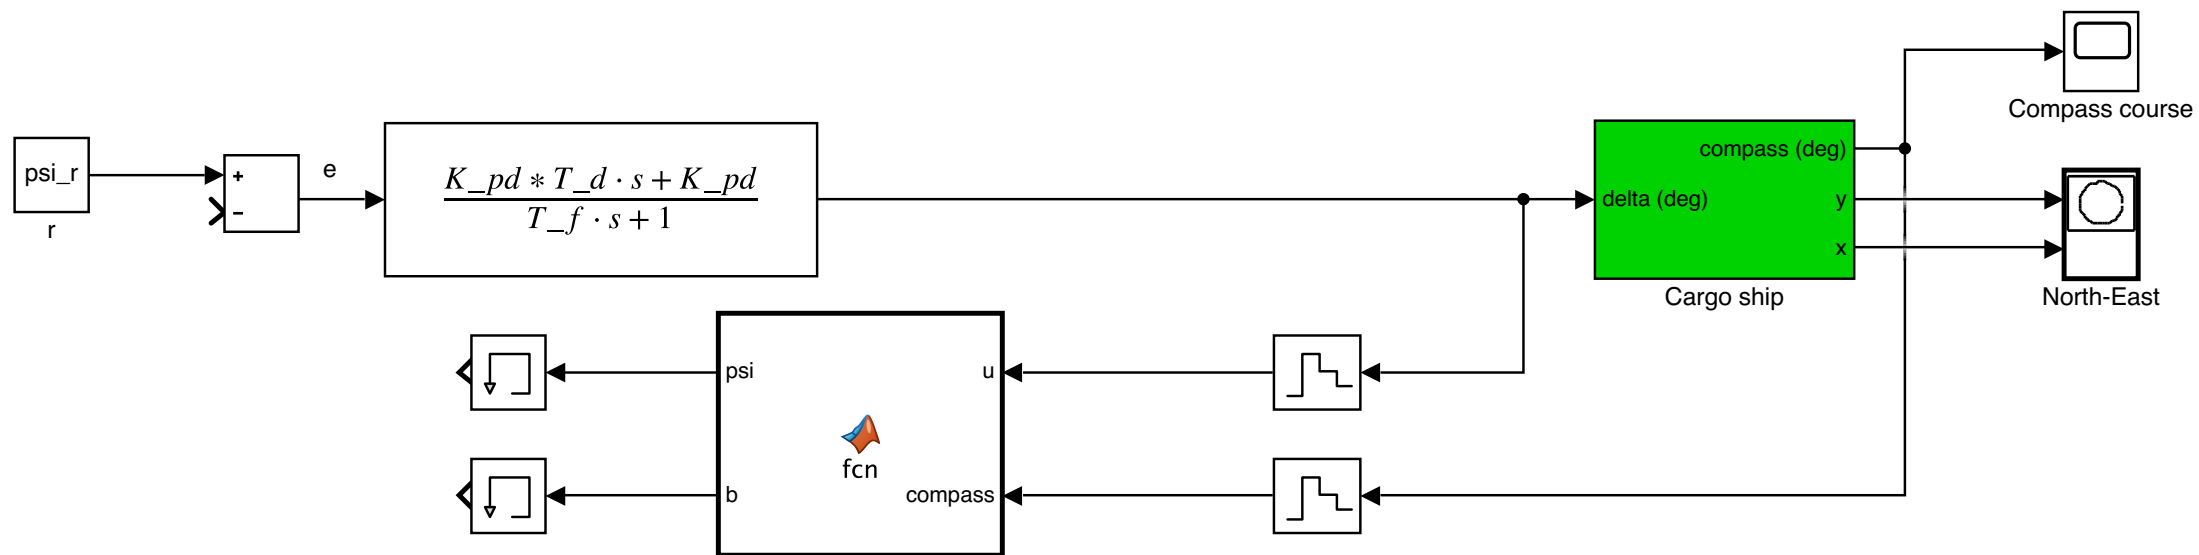 Compass course
psi_r
r
+
−
e
K_pd * T_d · s + K_pd
T_f · s + 1
delta (deg)
compass (deg)
y
x
Cargo ship
North-East
psi
u
fcn
b
compass